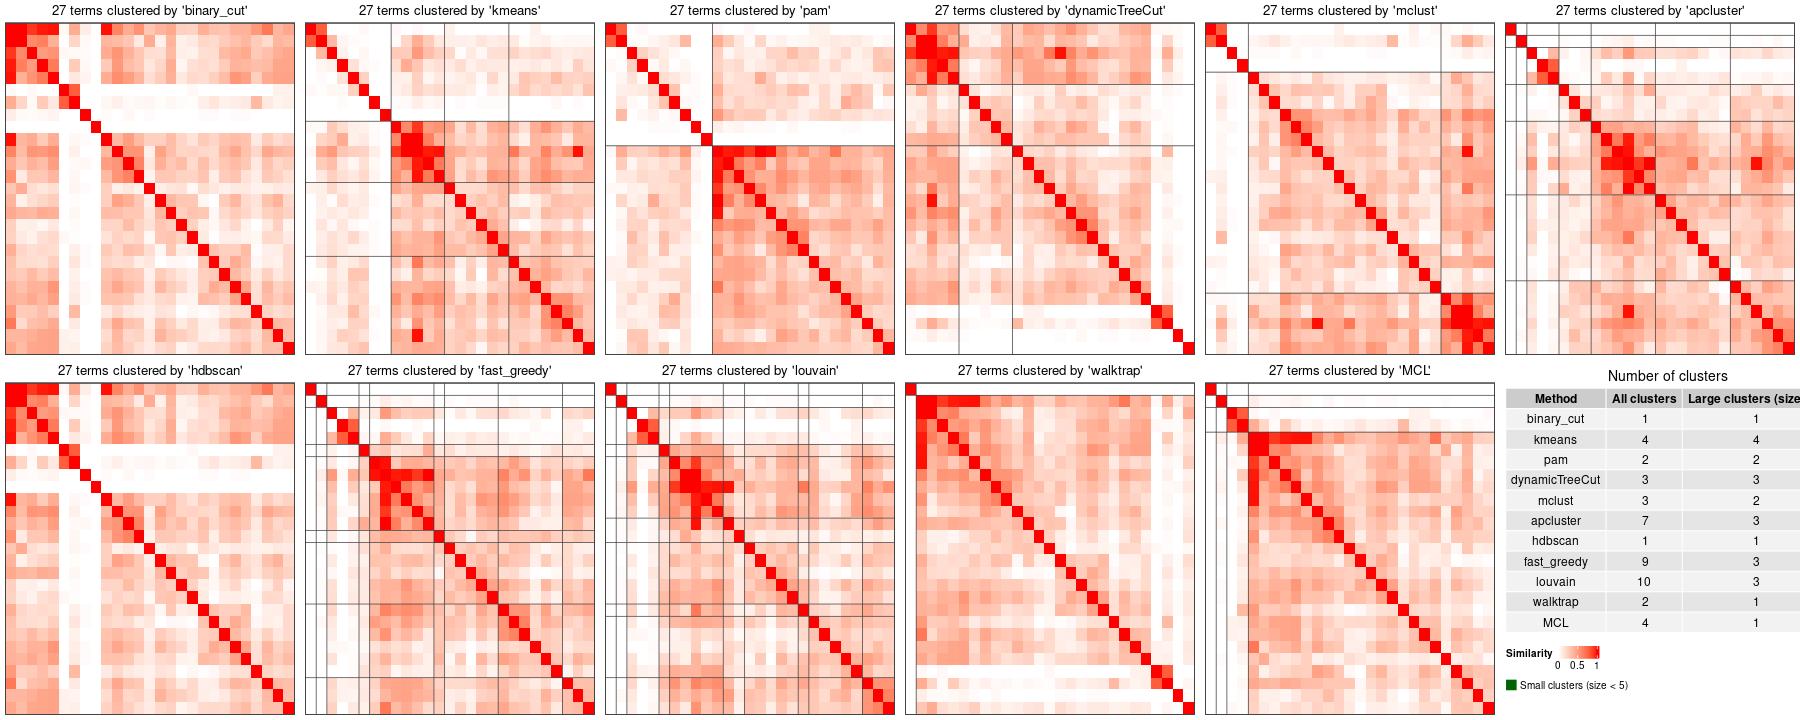 27 terms clustered by 'binary_cut'
27 terms clustered by 'kmeans'
27 terms clustered by 'pam'
27 terms clustered by 'dynamicTreeCut'
27 terms clustered by 'mclust'
27 terms clustered by 'apcluster'
27 terms clustered by 'hdbscan'
27 terms clustered by 'fast_greedy'
27 terms clustered by 'louvain'
27 terms clustered by 'walktrap'
27 terms clustered by 'MCL'
Number of clusters
Method All clusters Large clusters (size
binary_cut 1 1
kmeans 4 4
pam 2 2
dynamicTreeCut 3 3
mclust 3 2
apcluster 7 3
hdbscan 1 1
fast_greedy 9 3
louvain 10 3
walktrap 2 1
MCL 4 1
Similarity
0 0.5 1
Small clusters (size < 5)